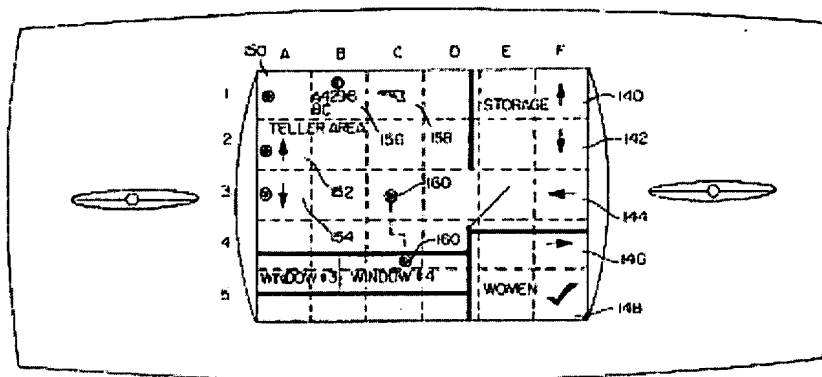 150 A B C D E F
1 A4298 STORAGE 140
BC
2 TELLER AREA 156 158 142
3 152 160 144
4 154 160 146
WINDOW #3 WINDOW #4
5 WOMEN 148